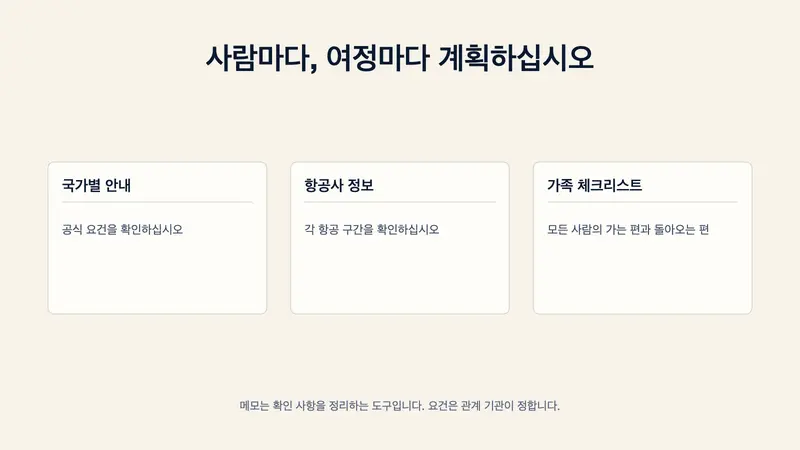 사람마다, 여정마다 계획하십시오
국가별 안내
공식 요건을 확인하십시오
항공사 정보
각 항공 구간을 확인하십시오
가족 체크리스트
모든 사람의 가는 편과 돌아오는 편
메모는 확인 사항을 정리하는 도구입니다. 요건은 관계 기관이 정합니다.